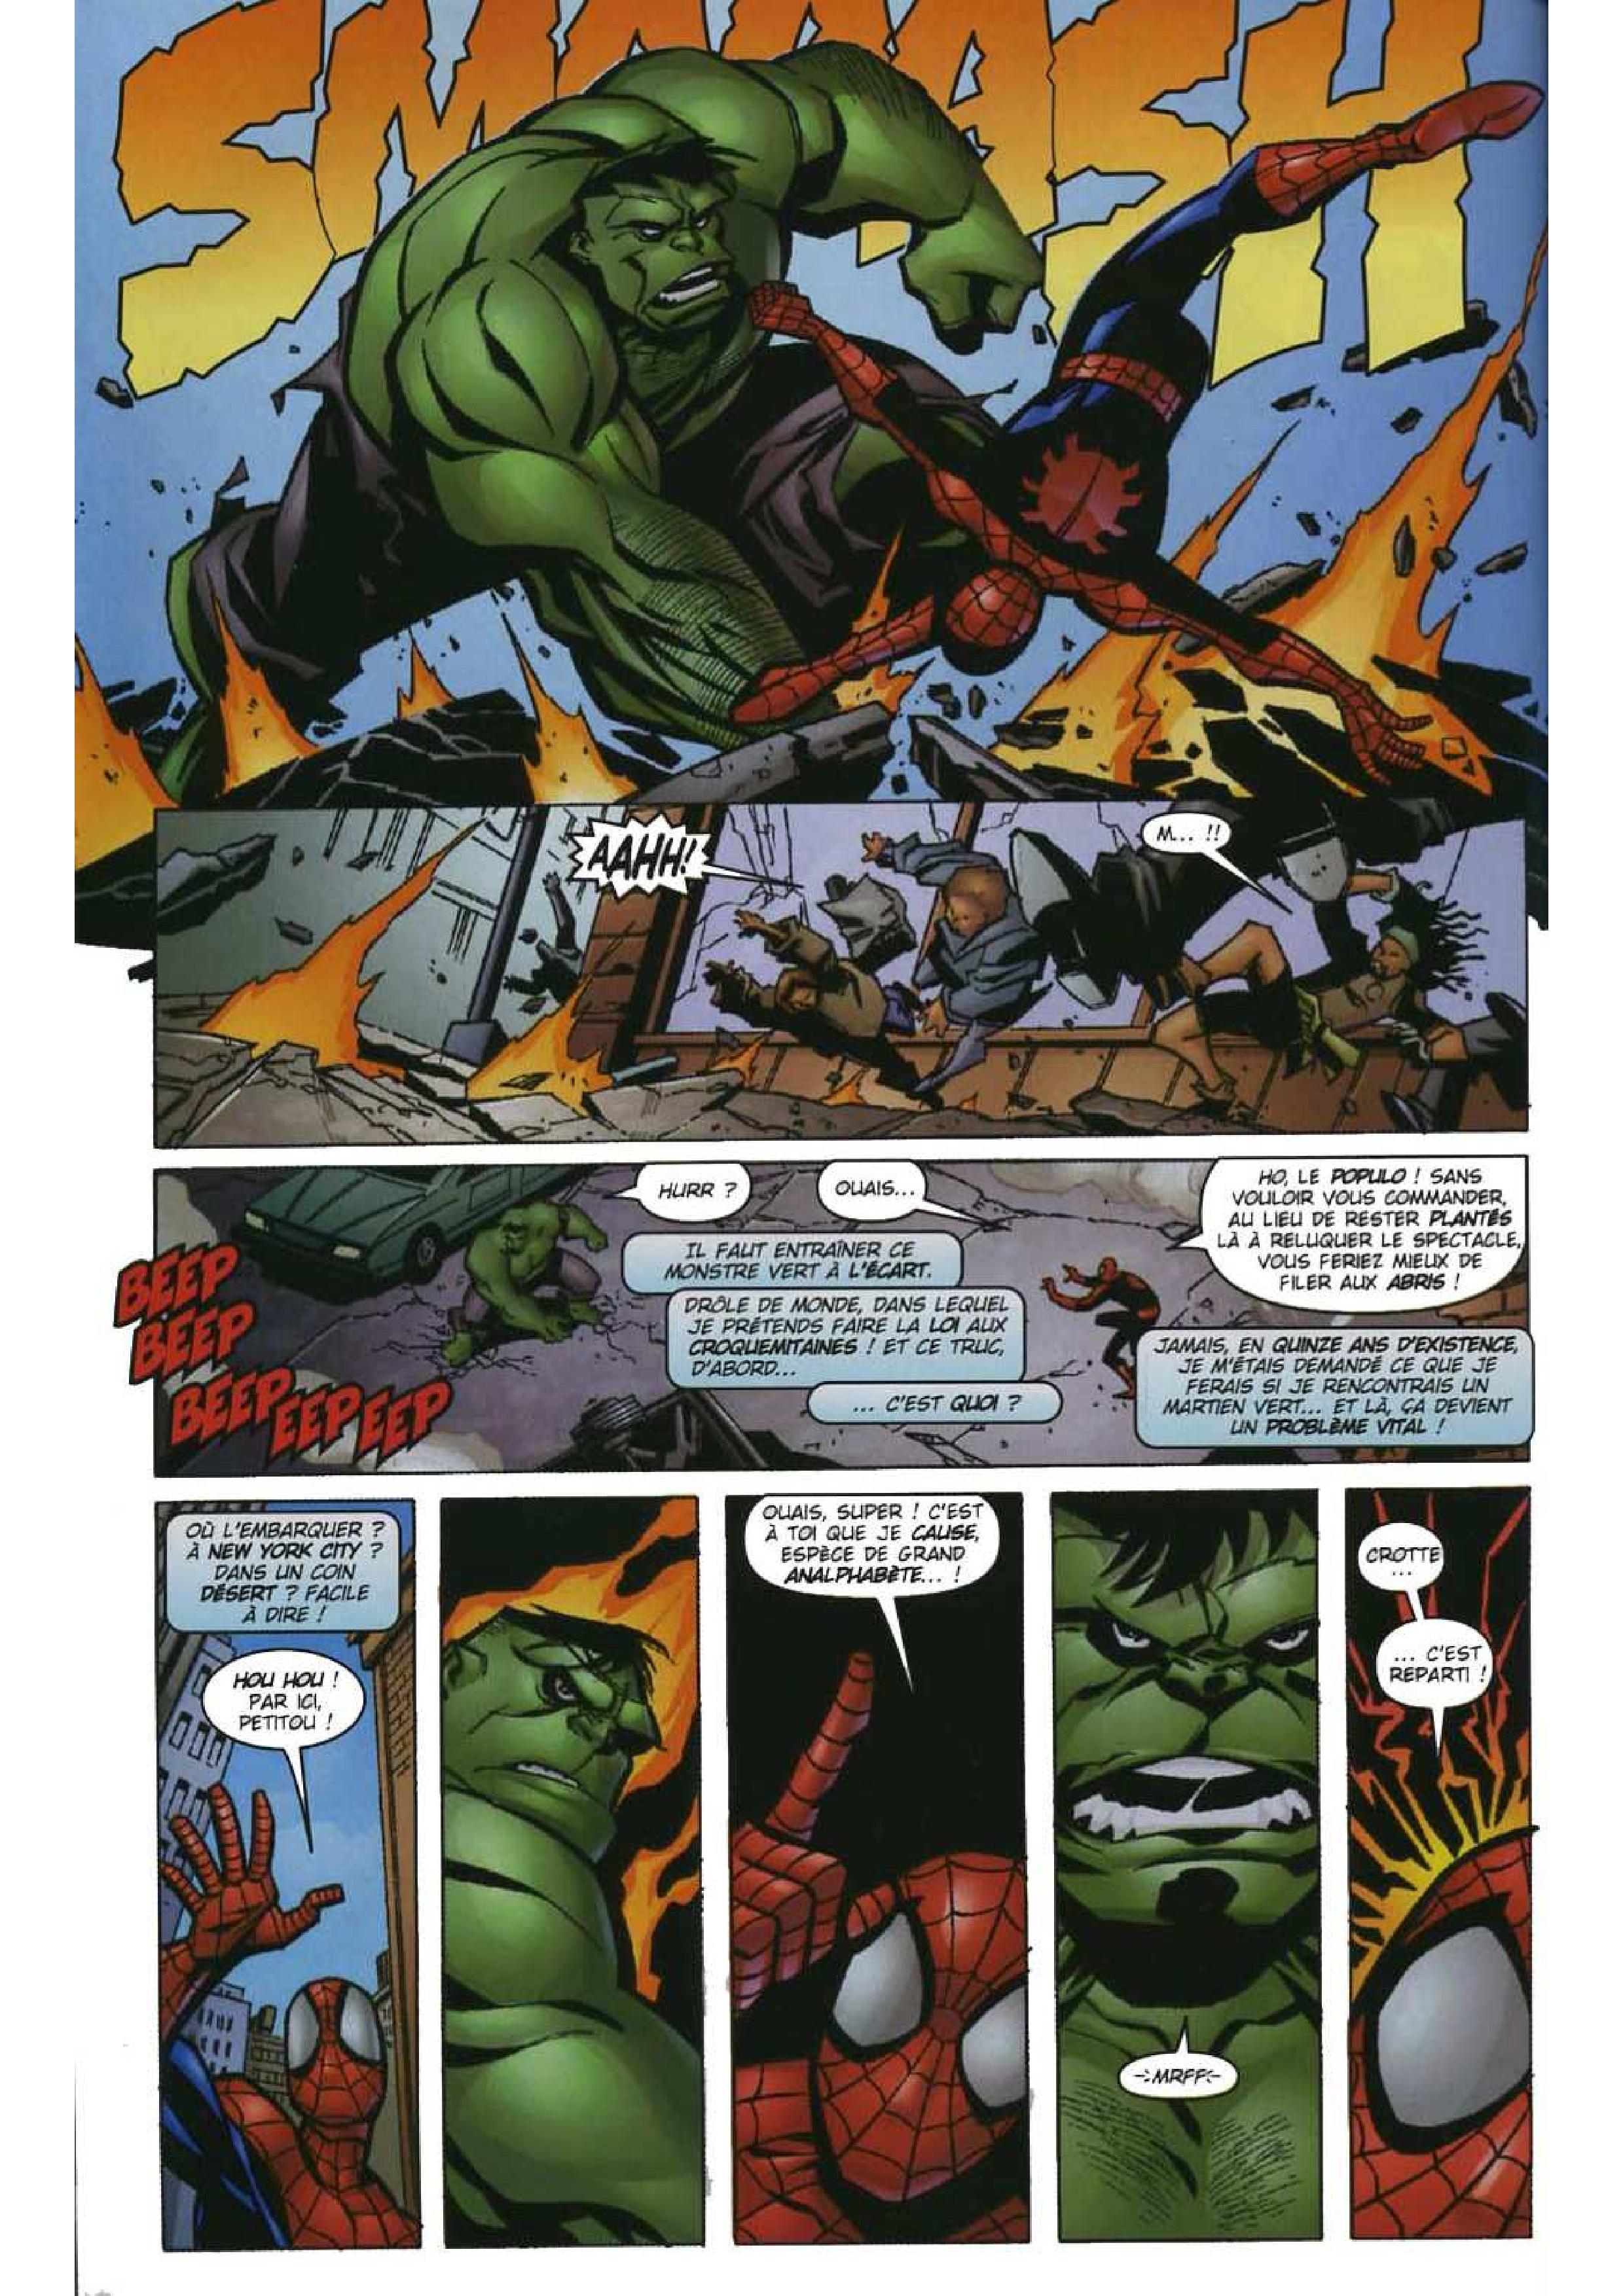 SMAAASH
AAHH!
M... !!
HURR ?
OUAIS...
HO, LE POPULO ! SANS
VOULOIR VOUS COMMANDER,
AU LIEU DE RESTER PLANTÉS
LÀ À RELUQUER LE SPECTACLE,
VOUS FERIEZ MIEUX DE
FILER AUX ABRIS !
IL FAUT ENTRAÎNER CE
MONSTRE VERT À L'ÉCART.
BEEP
BEEP
BEEPEEPEEP
DRÔLE DE MONDE, DANS LEQUEL
JE PRÉTENDS FAIRE LA LOI AUX
CROQUEMITAINES ! ET CE TRUC,
D'ABORD...
... C'EST QUOI ?
JAMAIS, EN QUINZE ANS D'EXISTENCE,
JE M'ÉTAIS DEMANDÉ CE QUE JE
FERAIS SI JE RENCONTRAIS UN
MARTIEN VERT... ET LÀ, ÇA DEVIENT
UN PROBLÈME VITAL !
OÙ L'EMBARQUER ?
À NEW YORK CITY ?
DANS UN COIN
DÉSERT ? FACILE
À DIRE !
HOU HOU !
PAR ICI,
PETITOU !
OUAIS, SUPER ! C'EST
À TOI QUE JE CAUSE,
ESPÈCE DE GRAND
ANALPHABÈTE... !
-MRFF-
CROTTE
...
... C'EST
REPARTI !